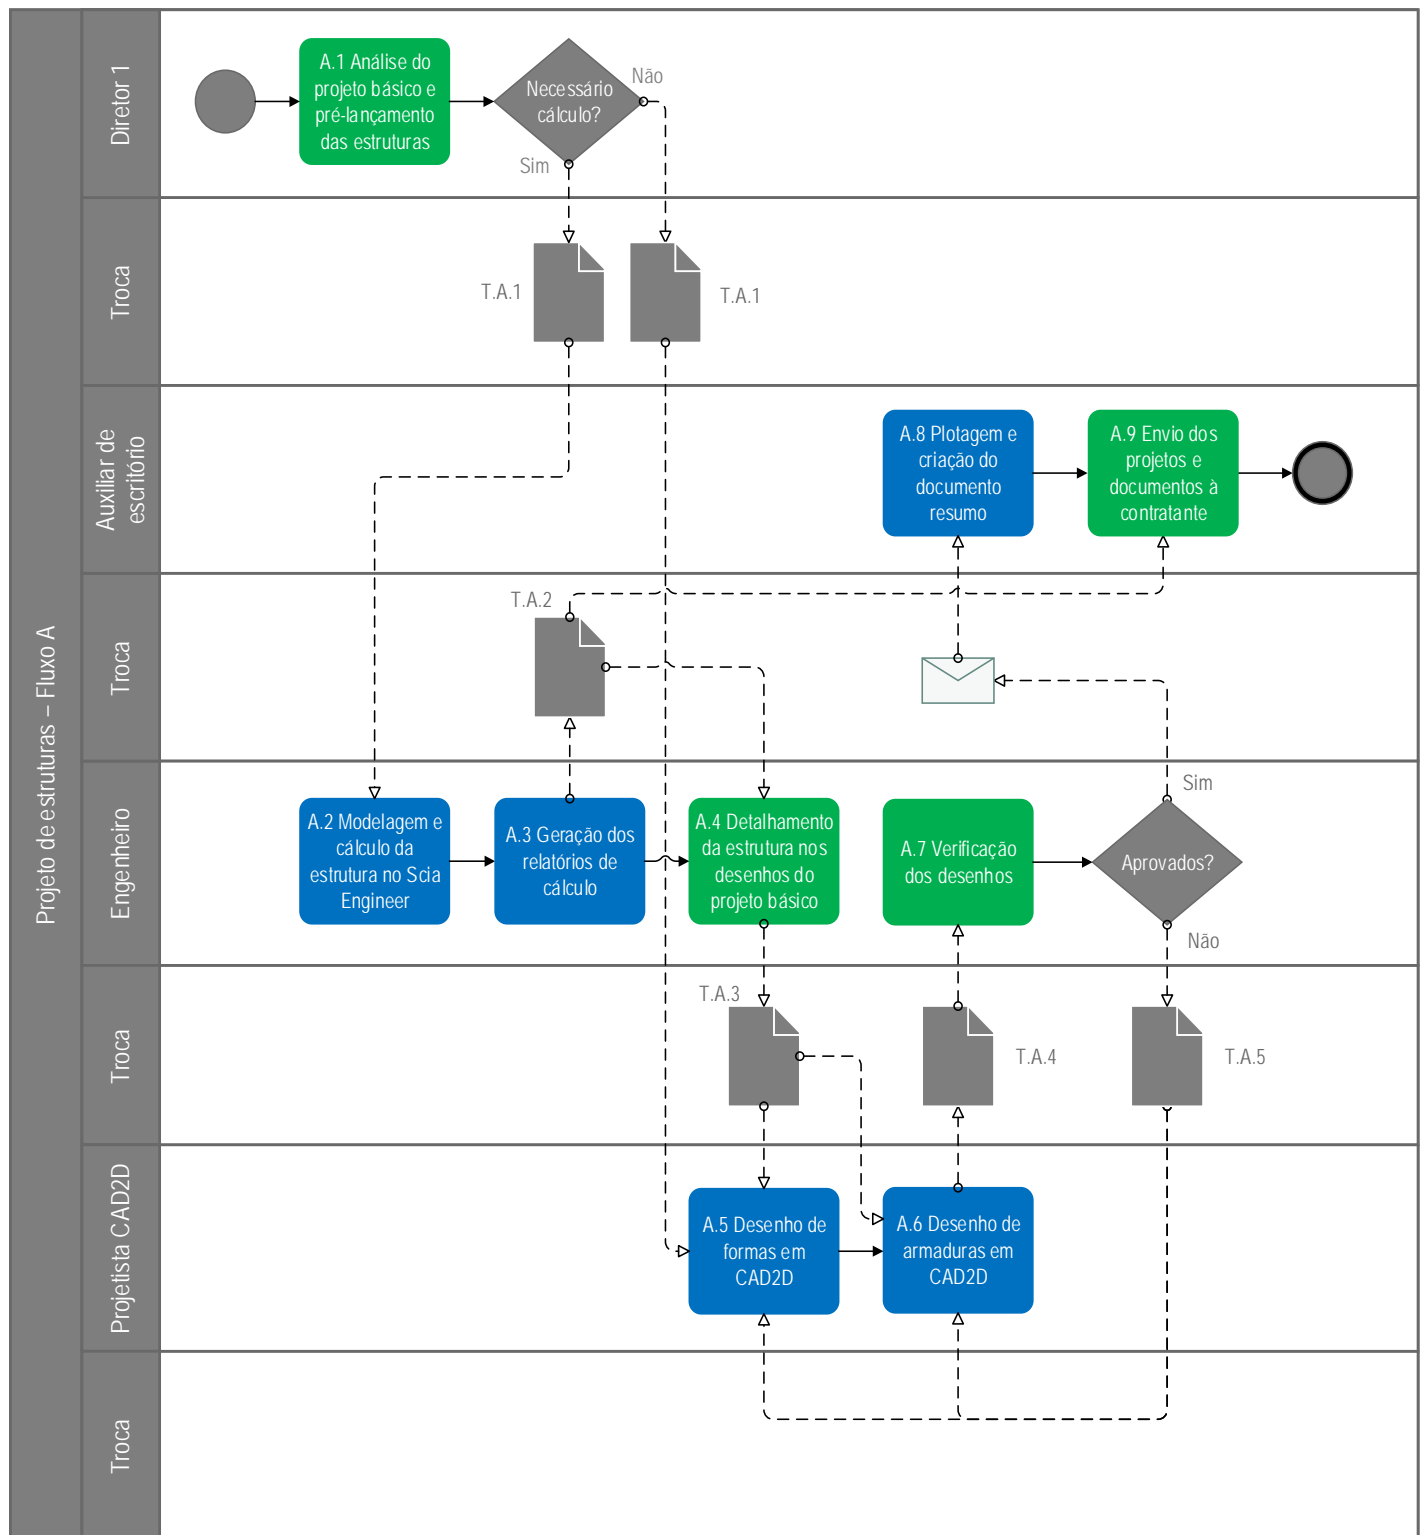 Projeto de estruturas – Fluxo A
Diretor 1
A.1 Análise do
projeto básico e
pré-lançamento
das estruturas
Necessário
cálculo?
Não
Sim
Troca
T.A.1
T.A.1
Auxiliar de
escritório
A.8 Plotagem e
criação do
documento
resumo
A.9 Envio dos
projetos e
documentos à
contratante
Troca
T.A.2
Engenheiro
A.2 Modelagem e
cálculo da
estrutura no Scia
Engineer
A.3 Geração dos
relatórios de
cálculo
A.4 Detalhamento
da estrutura nos
desenhos do
projeto básico
A.7 Verificação
dos desenhos
Aprovados?
Sim
Não
Troca
T.A.3
T.A.4
T.A.5
Projetista CAD2D
A.5 Desenho de
formas em
CAD2D
A.6 Desenho de
armaduras em
CAD2D
Troca